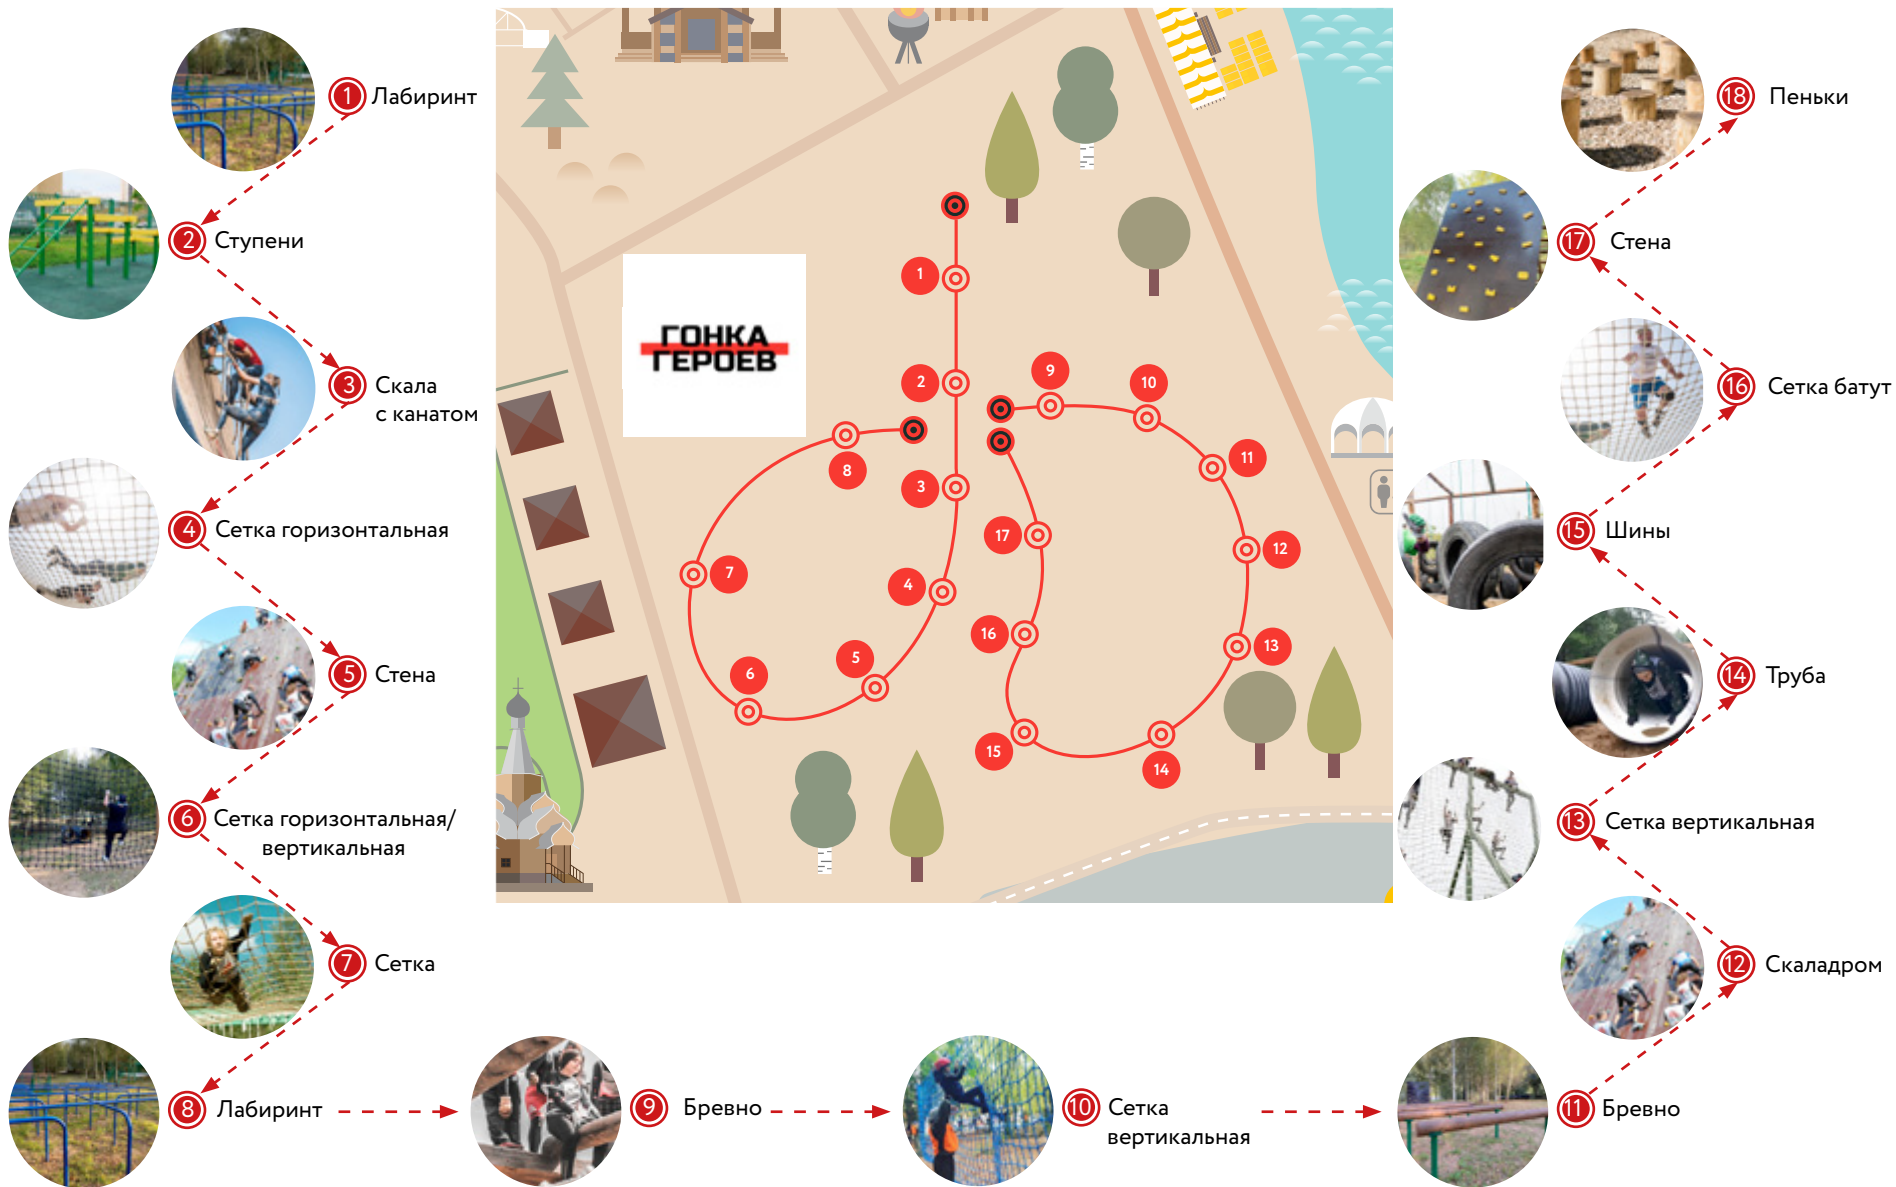 1 Лабиринт
2 Ступени
3 Скала
с канатом
4 Сетка горизонтальная
5 Стена
6 Сетка горизонтальная/
вертикальная
7 Сетка
8 Лабиринт
9 Бревно
10 Сетка
вертикальная
11 Бревно
12 Скаладром
13 Сетка вертикальная
14 Труба
15 Шины
16 Сетка батут
17 Стена
18 Пеньки
ГОНКА
ГЕРОЕВ
1
2
3
4
5
6
7
8
9
10
11
12
13
14
15
16
17